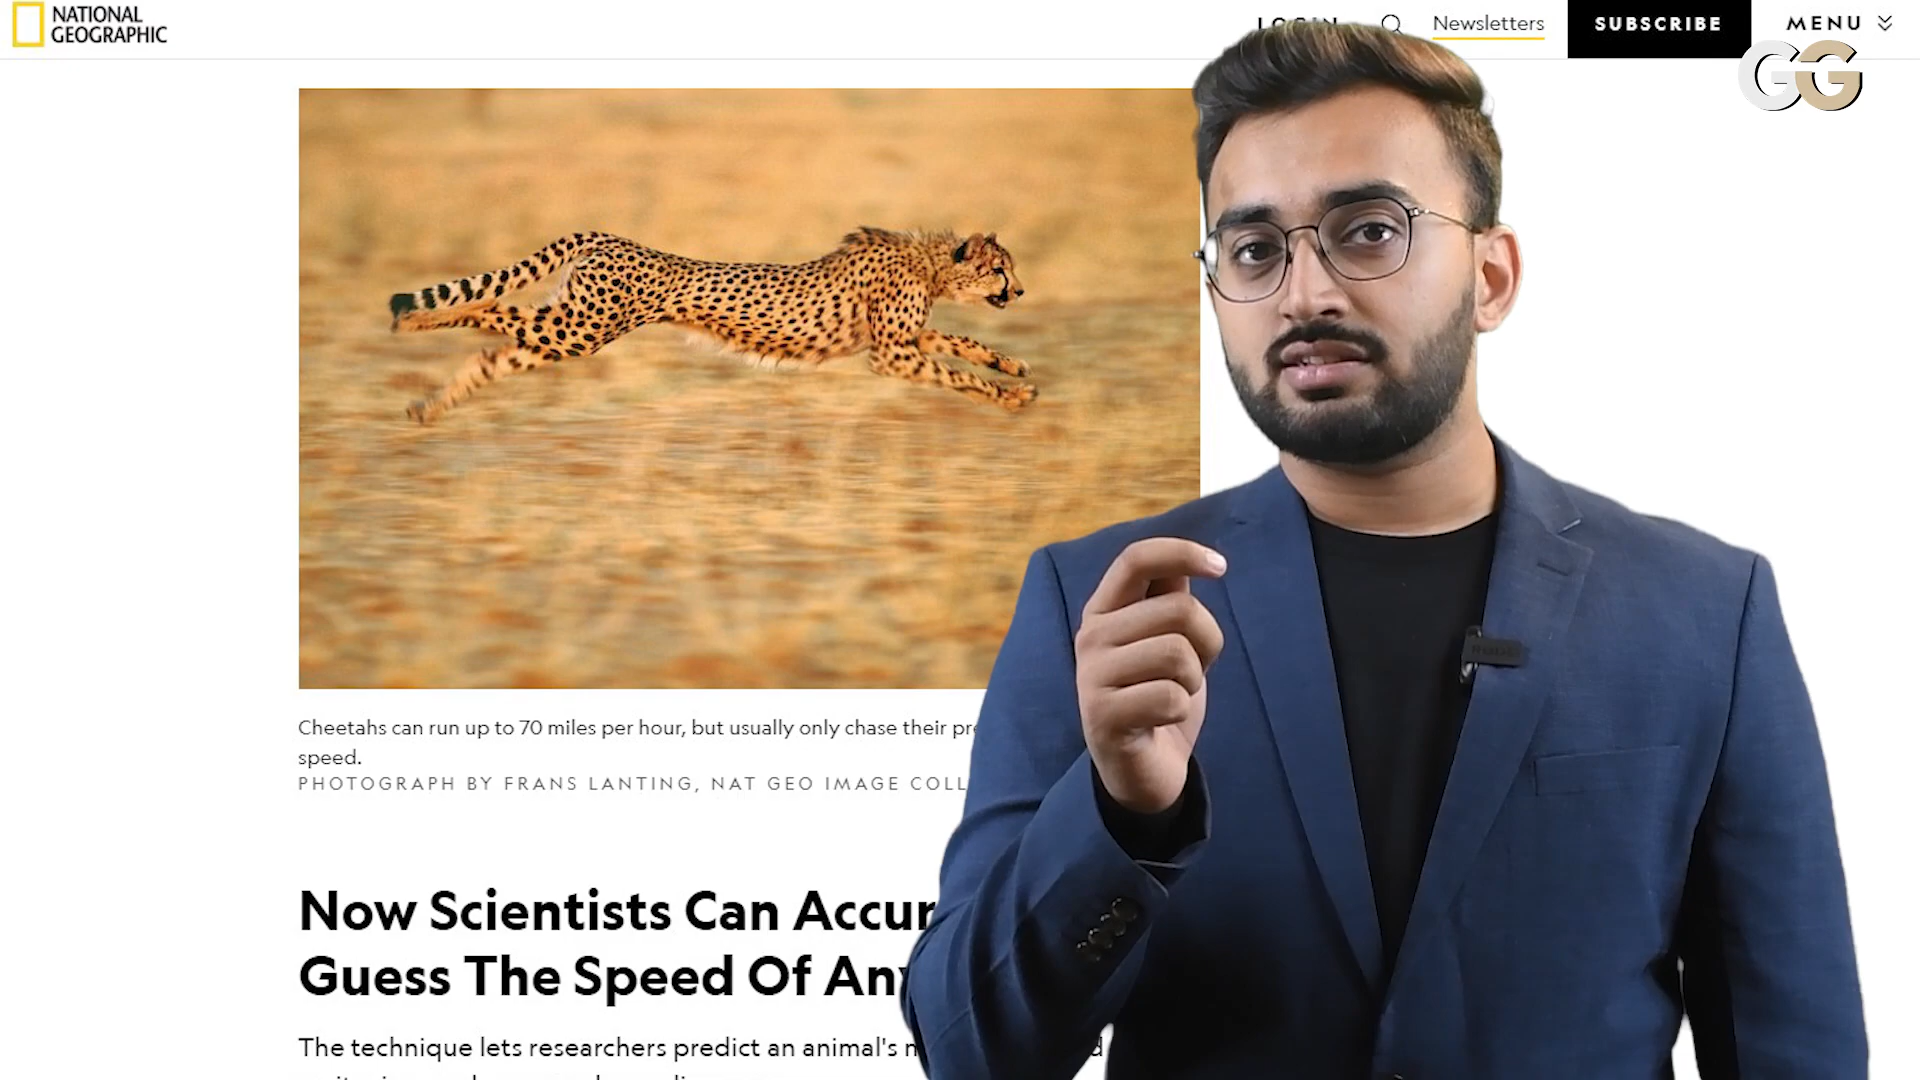 NATIONAL
GEOGRAPHIC
LOGIN
Newsletters
SUBSCRIBE
MENU
GG
Cheetahs can run up to 70 miles per hour, but usually only chase their
speed.
PHOTOGRAPH BY FRANS LANTING, NAT GEO IMAGE
Now Scientists Can
Guess The Speed Of
The technique lets researchers predict an animal's